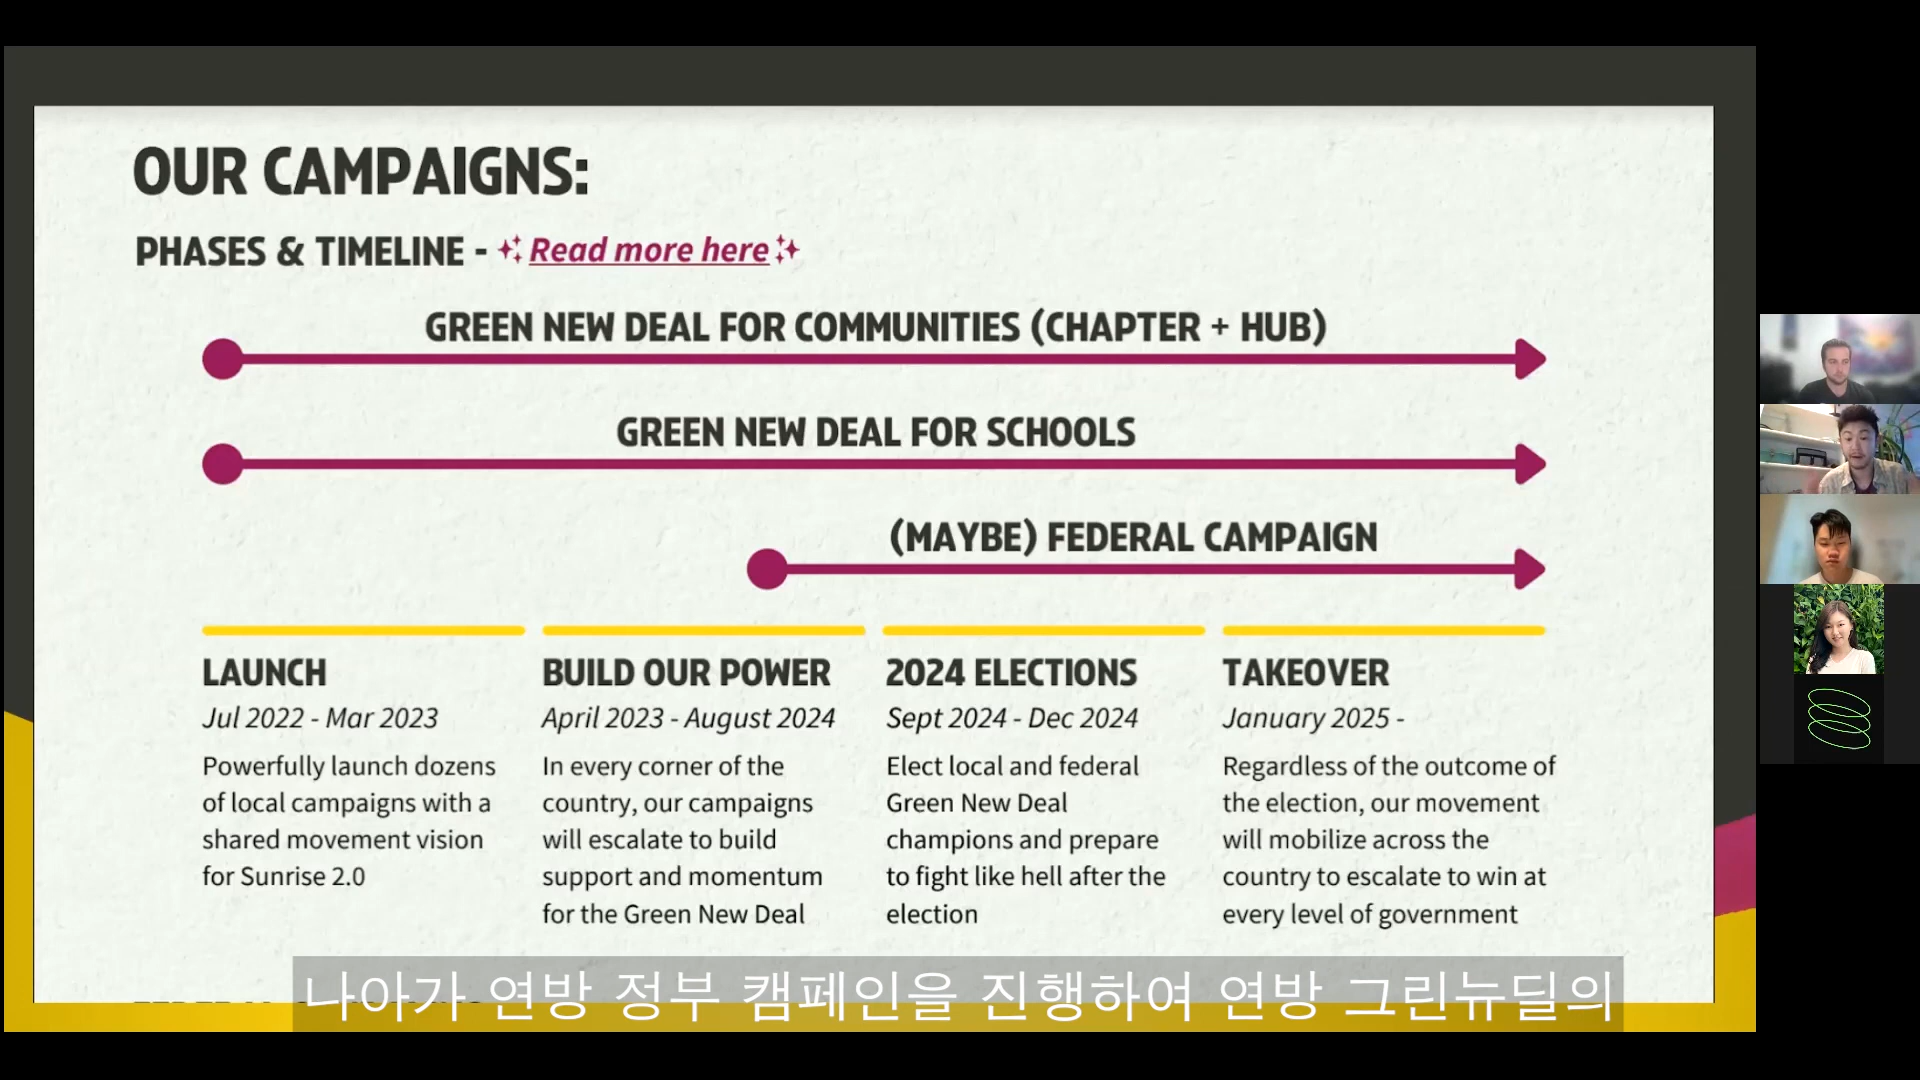 OUR CAMPAIGNS:
PHASES & TIMELINE - Read more here
GREEN NEW DEAL FOR COMMUNITIES (CHAPTER + HUB)
GREEN NEW DEAL FOR SCHOOLS
(MAYBE) FEDERAL CAMPAIGN
LAUNCH
Jul 2022 - Mar 2023
Powerfully launch dozens
of local campaigns with a
shared movement vision
for Sunrise 2.0
BUILD OUR POWER
April 2023 - August 2024
In every corner of the
country, our campaigns
will escalate to build
support and momentum
for the Green New Deal
2024 ELECTIONS
Sept 2024 - Dec 2024
Elect local and federal
Green New Deal
champions and prepare
to fight like hell after the
election
TAKEOVER
January 2025 -
Regardless of the outcome of
the election, our movement
will mobilize across the
country to escalate to win at
every level of government
나아가 연방 정부 캠페인을 진행하여 연방 그린뉴딜의